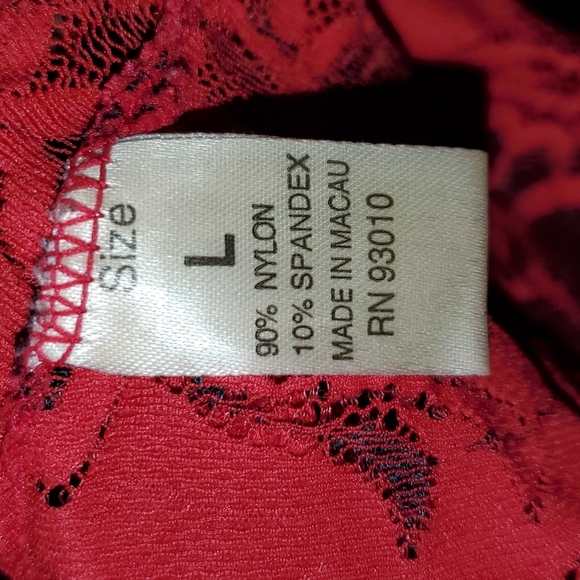 Size
L
90% NYLON
10% SPANDEX
MADE IN MACAU
RN 93010